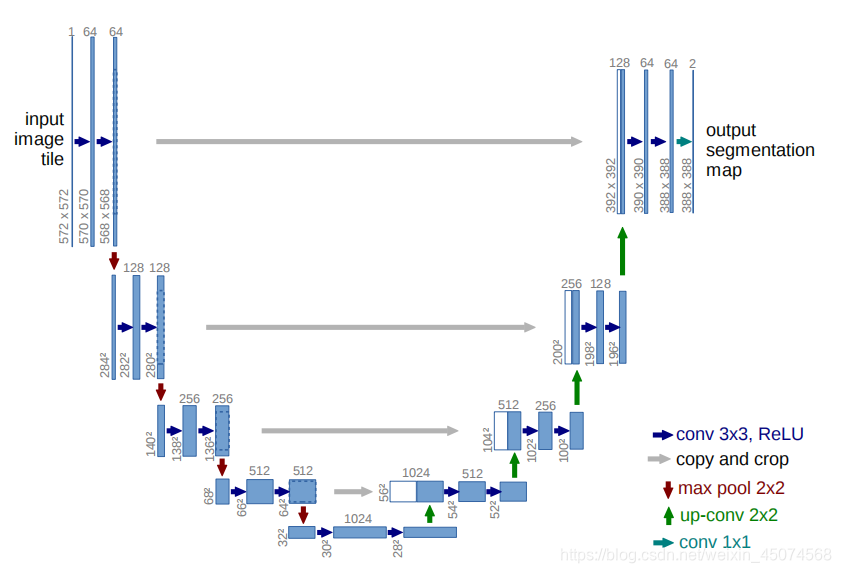 1 64 64
input
image
tile
572 x 572
570 x 570
568 x 568
128 64 64 2
output
segmentation
map
392 x 392
390 x 390
388 x 388
388 x 388
128 128
284²
282²
280²
256 128
200²
198²
196²
256 256
140²
138²
136²
512 256
104²
102²
100²
512 512
68²
66²
64²
1024 512
56²
54²
52²
1024
32²
30²
28²
conv 3x3, ReLU
copy and crop
max pool 2x2
up-conv 2x2
conv 1x1
https://blog.csdn.net/weixin_45074568